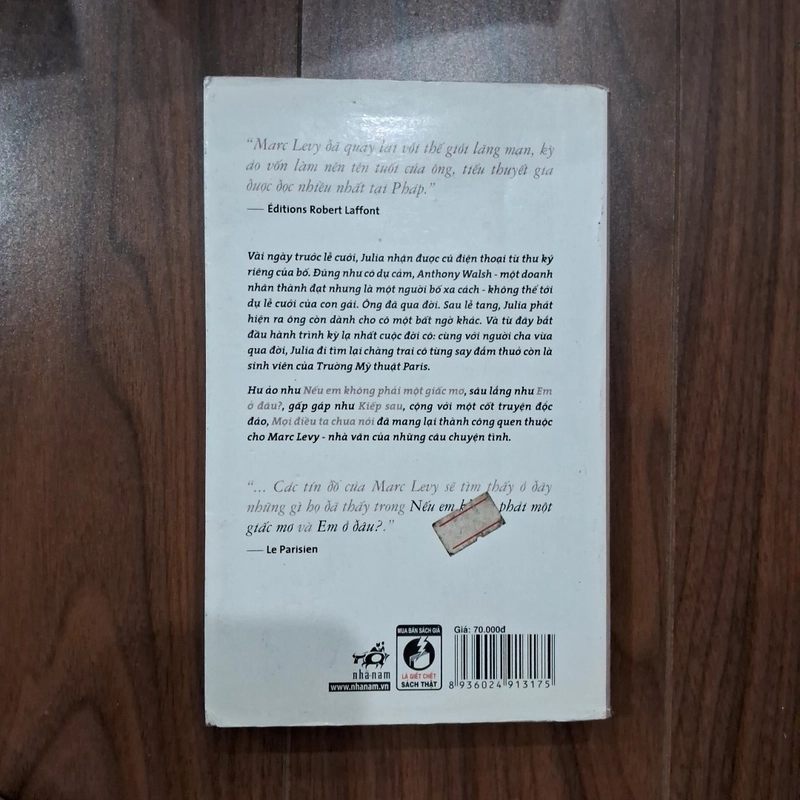 “Marc Levy đã quay lại với thế giới lãng mạn, kỳ
ảo vốn làm nên tên tuổi của ông, tiểu thuyết gia
được đọc nhiều nhất tại Pháp.”
— Éditions Robert Laffont
Vài ngày trước lễ cưới, Julia nhận được cú điện thoại từ thư ký
riêng của bố. Đúng như cô dự cảm, Anthony Walsh - một doanh
nhân thành đạt nhưng là một người bố xa cách - không thể tới
dự lễ cưới của con gái. Ông đã qua đời. Sau lễ tang, Julia phát
hiện ra ông còn dành cho cô một bất ngờ khác. Và từ đây bắt
đầu hành trình kỳ lạ nhất cuộc đời cô: cùng với người cha vừa
qua đời, Julia đi tìm lại chàng trai cô từng say đắm thuở còn là
sinh viên của Trường Mỹ thuật Paris.
Hư ảo như Nếu em không phải một giấc mơ, sâu lắng như Em
ở đâu?, gấp gáp như Kiếp sau, cộng với một cốt truyện độc
đáo, Mọi điều ta chưa nói đã mang lại thành công quen thuộc
cho Marc Levy - nhà văn của những câu chuyện tình.
“... Các tín đồ của Marc Levy sẽ tìm thấy ở đây
những gì họ đã thấy trong Nếu em phải một
giấc mơ và Em ở đâu?.”
— Le Parisien
nhã nam
www.nhanam.vn
MUA BÁN SÁCH GIẢ
LÀ GIẾT CHẾT
SÁCH THẬT
Giá: 70.000đ
8 936024 913175